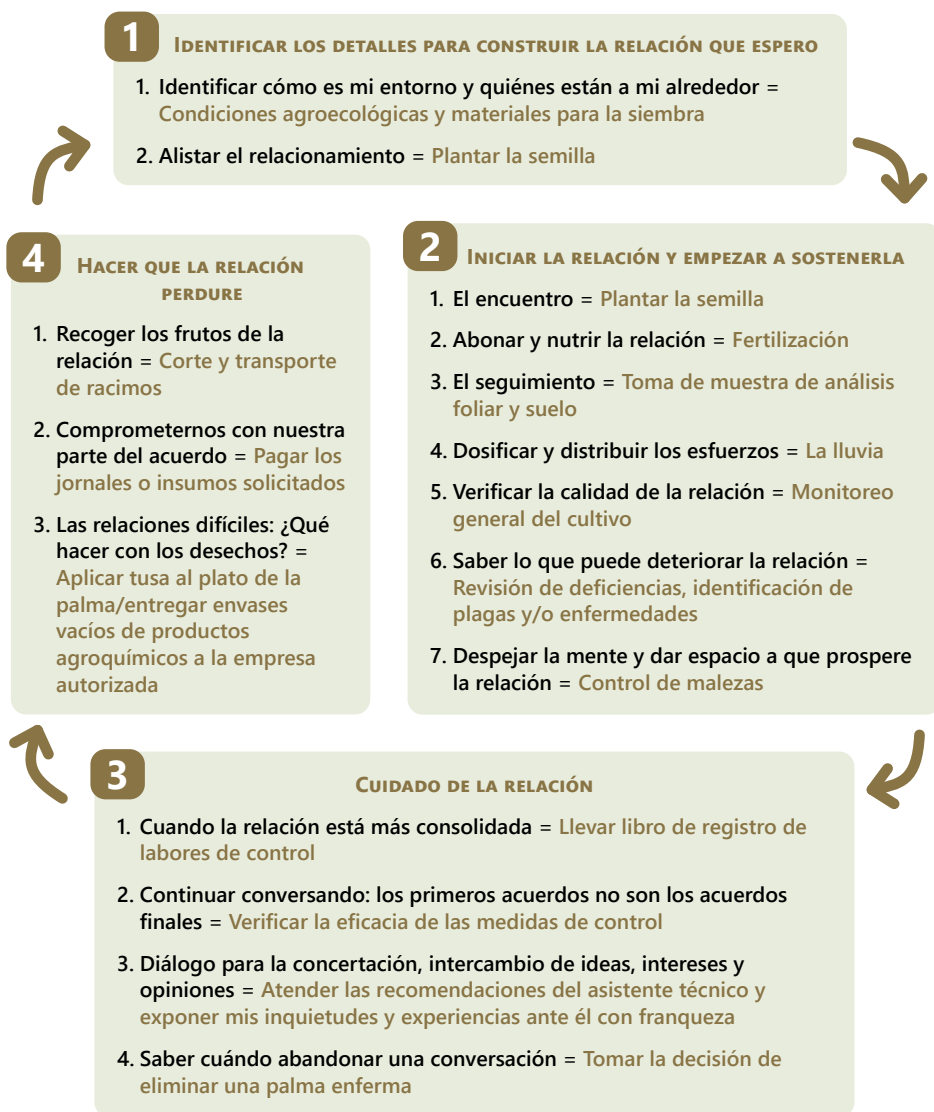 1
Identificar los detalles para construir la relación que espero
1. Identificar cómo es mi entorno y quiénes están a mi alrededor =
Condiciones agroecológicas y materiales para la siembra
2. Alistar el relacionamiento = Plantar la semilla
2
Iniciar la relación y empezar a sostenerla
1. El encuentro = Plantar la semilla
2. Abonar y nutrir la relación = Fertilización
3. El seguimiento = Toma de muestra de análisis
foliar y suelo
4. Dosificar y distribuir los esfuerzos = La lluvia
5. Verificar la calidad de la relación = Monitoreo
general del cultivo
6. Saber lo que puede deteriorar la relación =
Revisión de deficiencias, identificación de
plagas y/o enfermedades
7. Despejar la mente y dar espacio a que prospere
la relación = Control de malezas
3
Cuidado de la relación
1. Cuando la relación está más consolidada = Llevar libro de registro de
labores de control
2. Continuar conversando: los primeros acuerdos no son los acuerdos
finales = Verificar la eficacia de las medidas de control
3. Diálogo para la concertación, intercambio de ideas, intereses y
opiniones = Atender las recomendaciones del asistente técnico y
exponer mis inquietudes y experiencias ante él con franqueza
4. Saber cuándo abandonar una conversación = Tomar la decisión de
eliminar una palma enferma
4
Hacer que la relación
perdure
1. Recoger los frutos de la
relación = Corte y transporte
de racimos
2. Comprometernos con nuestra
parte del acuerdo = Pagar los
jornales o insumos solicitados
3. Las relaciones difíciles: ¿Qué
hacer con los desechos? =
Aplicar tusa al plato de la
palma/entregar envases
vacíos de productos
agroquímicos a la empresa
autorizada